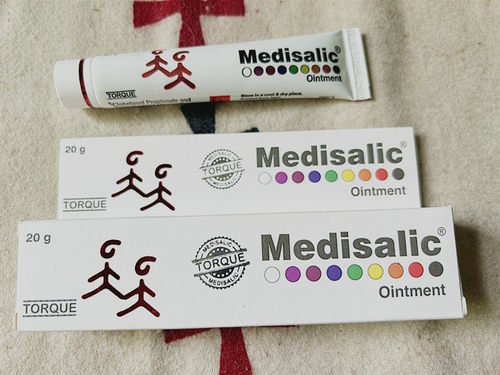 Medisalic®
Ointment
TORQUE
Clobetasol Propionate and
Store in a cool & dry place.
20 g
MEDISALIC
TORQUE
MEDISALIC
Medisalic®
Ointment
TORQUE
20 g
MEDISALIC
TORQUE
MEDISALIC
Medisalic®
Ointment
TORQUE